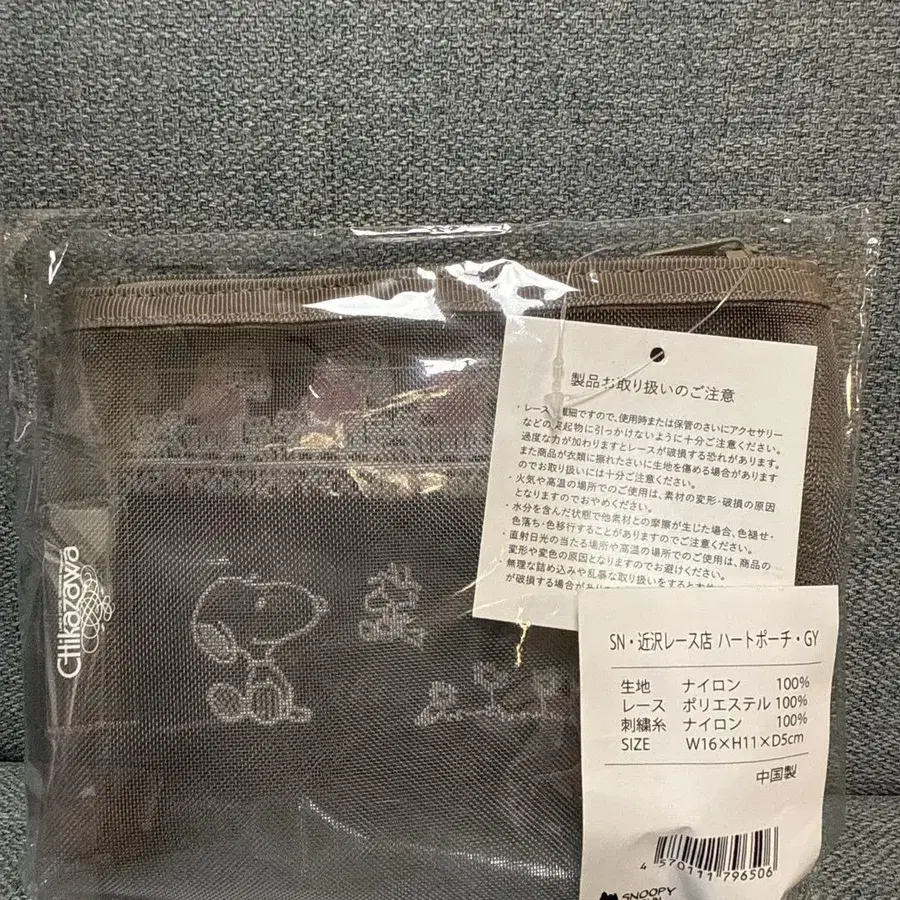 製品お取り扱いのご注意
・レースは繊細ですので、使用時または保管のさいにアクセサリー
などの突起物に引っかけないように十分ご注意ください。
過度な力が加わりますとレースが破損する恐れがあります。
また商品が衣類に擦れたさいに生地を傷める場合があります
のでお取り扱いには十分ご注意ください。
・火気や高温の場所でのご使用は、素材の変形・破損の原因
となりますのでおやめください。
・水分を含んだ状態で他素材との摩擦が生じた場合、色褪せ・
色落ち・色移行することがありますのでご注意ください。
・直射日光の当たる場所や高温の場所でのご使用は、商品の
変形や変色の原因となりますのでお避けください。
・無理な詰め込みや乱暴な取り扱いをすると
が破損する場合があ
Chikazawa
SN・近沢レース店 ハートポーチ・GY
生地 ナイロン 100%
レース ポリエステル 100%
刺繍糸 ナイロン 100%
SIZE W16×H11×D5cm
中国製
4 570111 796506
SNOOPY